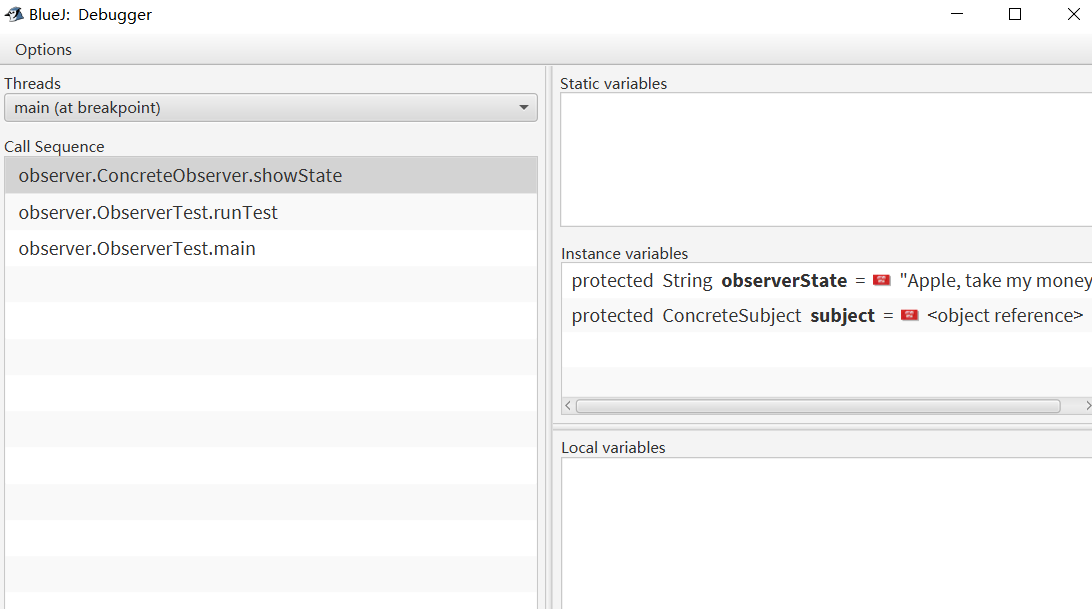 BlueJ: Debugger
Options
Threads
main (at breakpoint)
Call Sequence
observer.ConcreteObserver.showState
observer.ObserverTest.runTest
observer.ObserverTest.main
Static variables
Instance variables
protected String observerState = "Apple, take my money
protected ConcreteSubject subject = <object reference>
Local variables